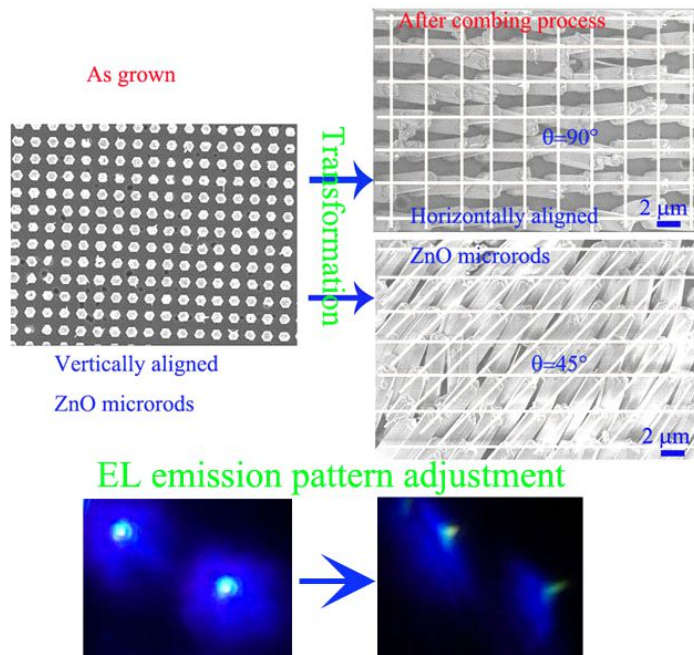 As grown
After combing process
Transformation
θ=90°
Horizontally aligned
2 μm
ZnO microrods
θ=45°
2 μm
Vertically aligned
ZnO microrods
EL emission pattern adjustment